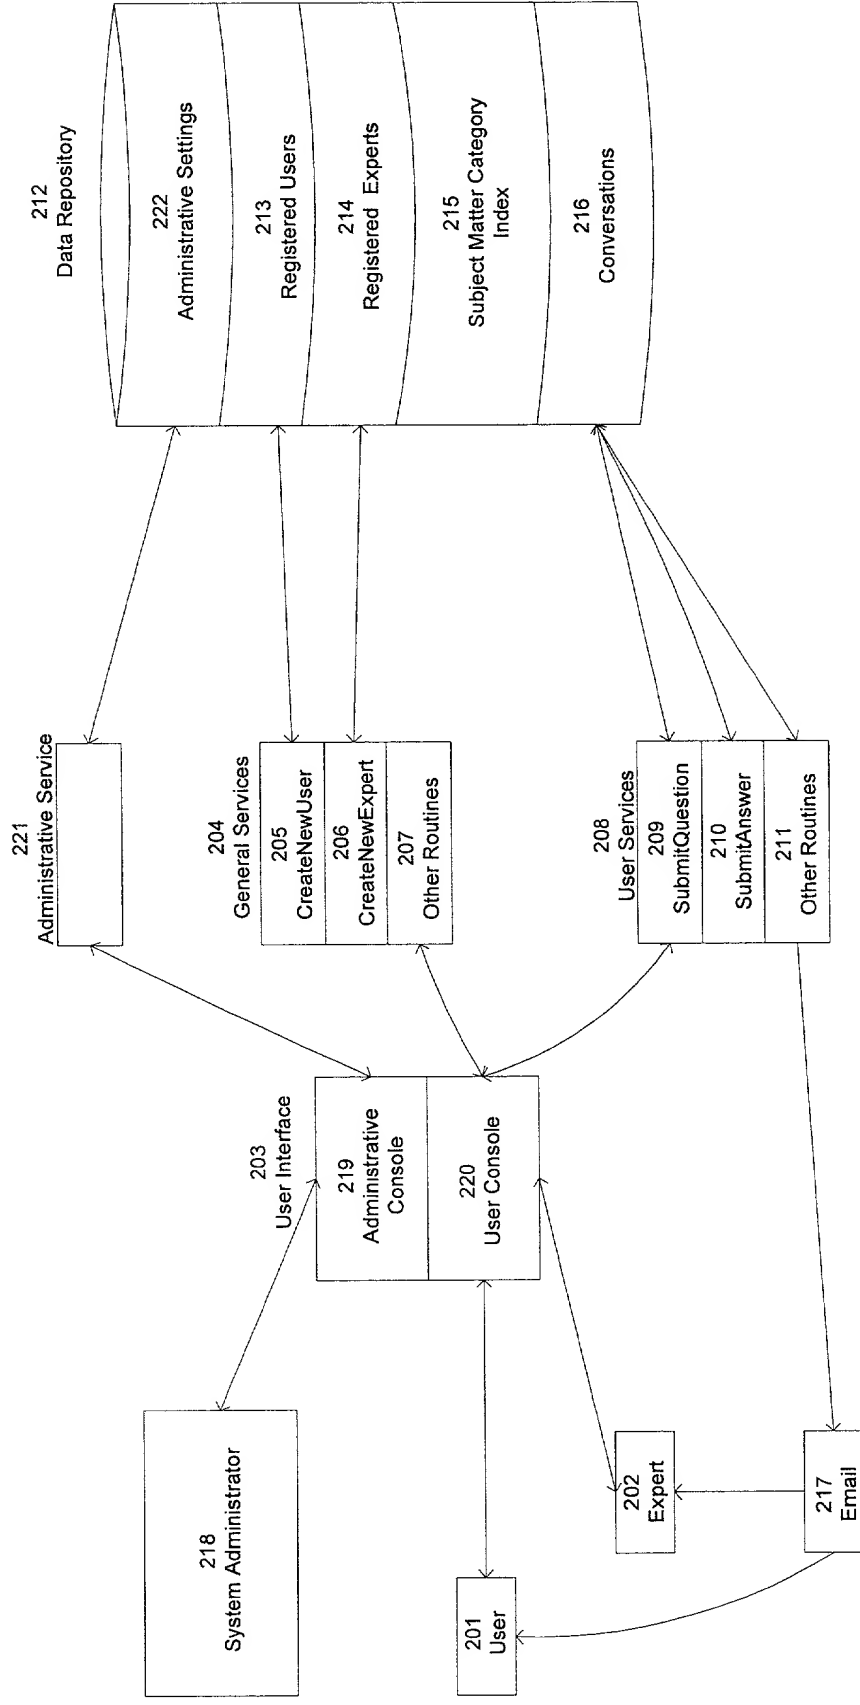 212
Data Repository
222
Administrative Settings
213
Registered Users
214
Registered Experts
215
Subject Matter Category
Index
216
Conversations
221
Administrative Service
204
General Services
205
CreateNewUser
206
CreateNewExpert
207
Other Routines
208
User Services
209
SubmitQuestion
210
SubmitAnswer
211
Other Routines
203
User Interface
219
Administrative
Console
220
User Console
218
System Administrator
201
User
202
Expert
217
Email